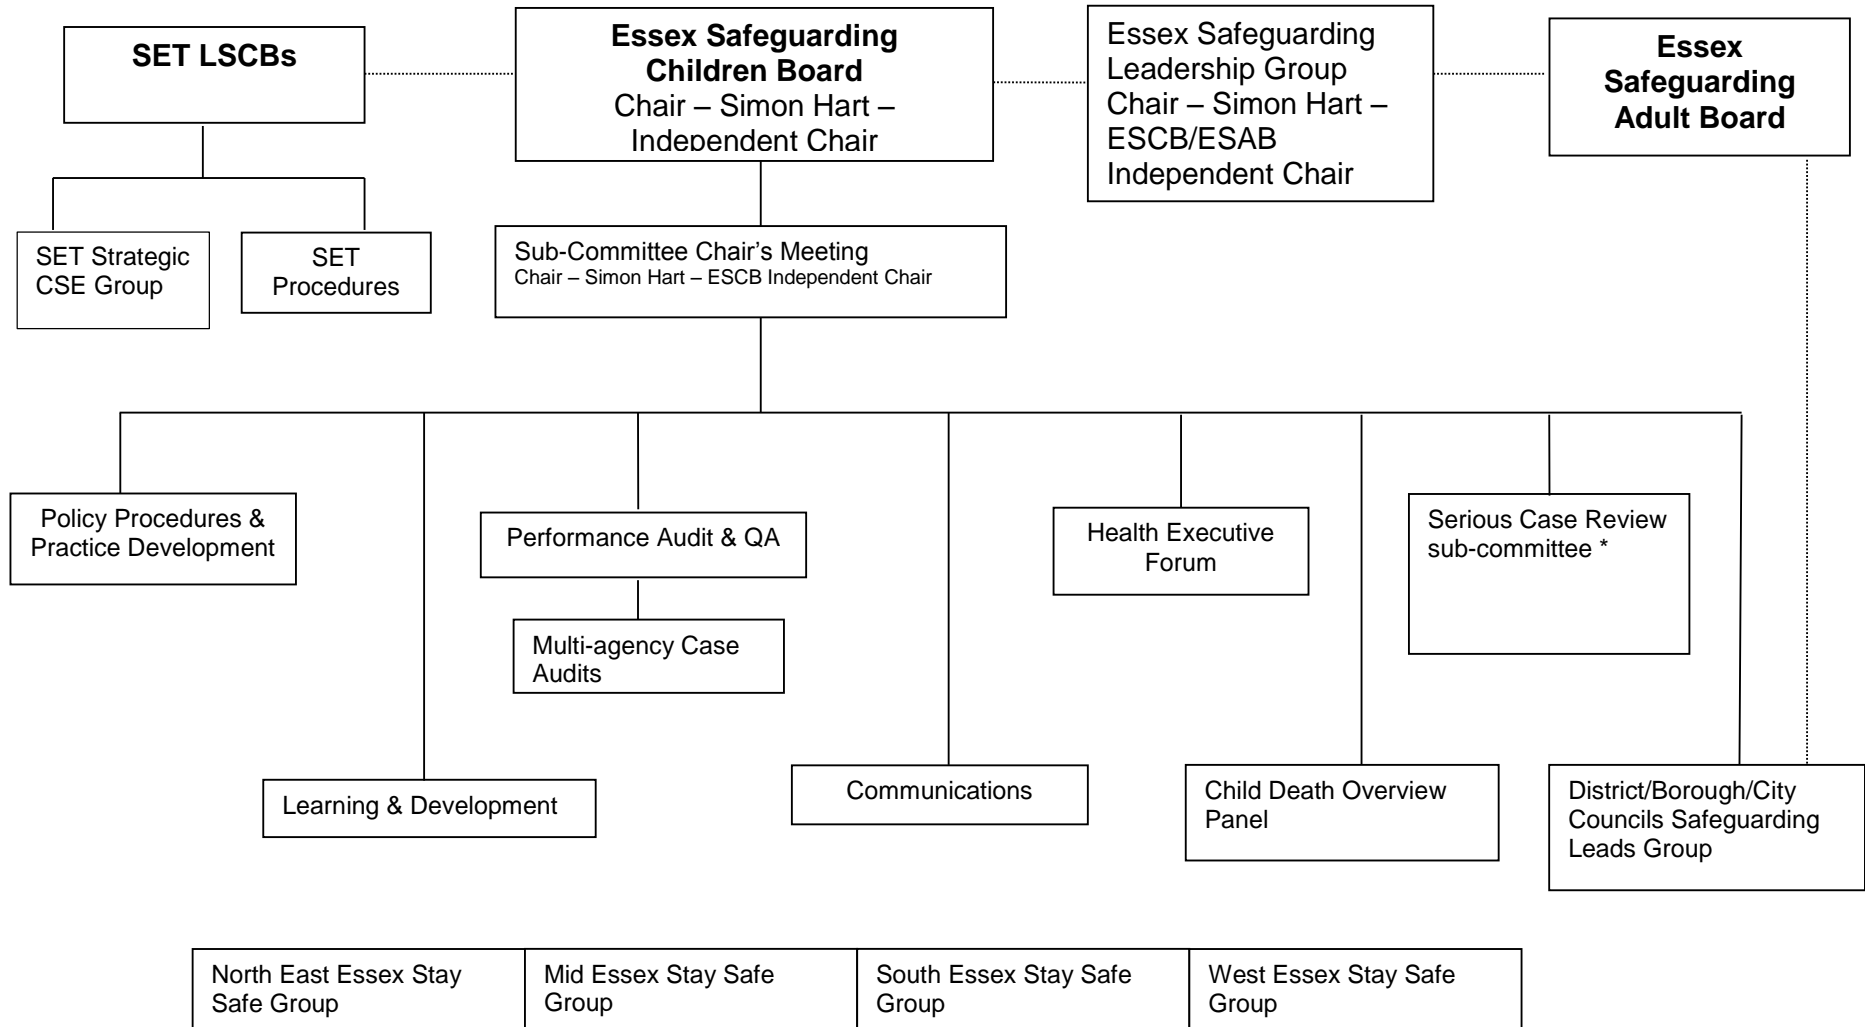 SET LSCBs
Essex Safeguarding
Children Board
Chair – Simon Hart –
Independent Chair
Essex Safeguarding
Leadership Group
Chair – Simon Hart –
ESCB/ESAB
Independent Chair
Essex
Safeguarding
Adult Board
SET Strategic
CSE Group
SET
Procedures
Sub-Committee Chair’s Meeting
Chair – Simon Hart – ESCB Independent Chair
Policy Procedures &
Practice Development
Performance Audit & QA
Health Executive
Forum
Serious Case Review
sub-committee *
Multi-agency Case
Audits
Learning & Development
Communications
Child Death Overview
Panel
District/Borough/City
Councils Safeguarding
Leads Group
North East Essex Stay
Safe Group
Mid Essex Stay Safe
Group
South Essex Stay Safe
Group
West Essex Stay Safe
Group